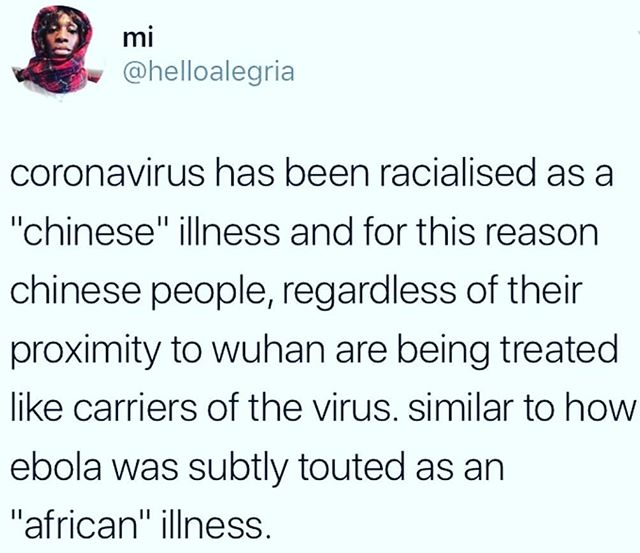 mi
@helloalegria
coronavirus has been racialised as a
"chinese" illness and for this reason
chinese people, regardless of their
proximity to wuhan are being treated
like carriers of the virus. similar to how
ebola was subtly touted as an
"african" illness.